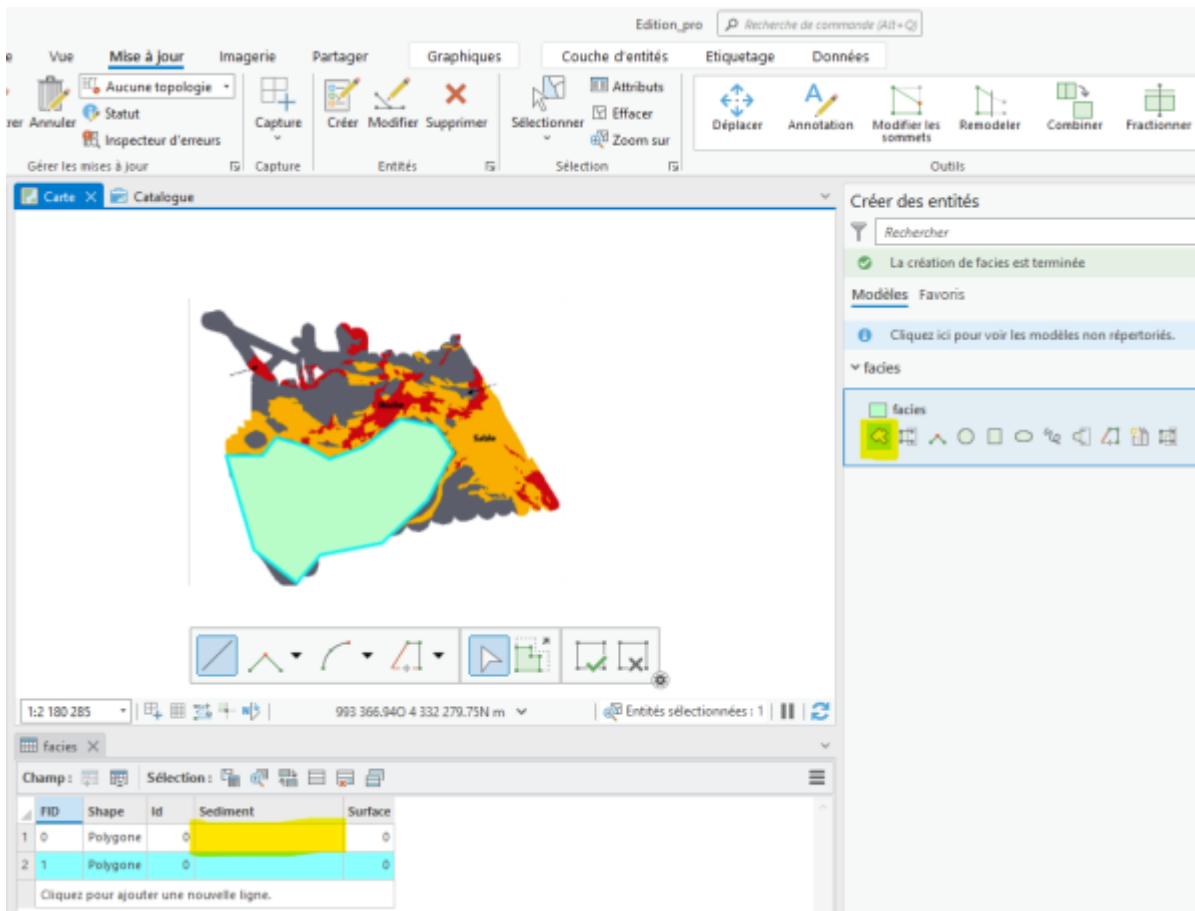 Edition_pro Recherche de commande (Alt+Q)
Vue Mise à jour Imagerie Partager Graphiques Couche d'entités Etiquetage Données
Annuler
Aucune topologie
Statut
Inspecteur d'erreurs
Capture
Créer Modifier Supprimer
Sélectionner
Attributs
Effacer
Zoom sur
Déplacer Annotation Modifier les sommets Remodeler Combiner Fractionner
Gérer les mises à jour Capture Entités Sélection Outils
Carte Catalogue
Sable
1:2 180 285 993 366.94O 4 332 279.75N m Entités sélectionnées : 1
facies
Champ : Sélection :
FID Shape Id Sediment Surface
1 0 Polygone 0 0
2 1 Polygone 0 0
Cliquez pour ajouter une nouvelle ligne.
Créer des entités
Rechercher
La création de facies est terminée
Modèles Favoris
Cliquez ici pour voir les modèles non répertoriés.
facies
facies